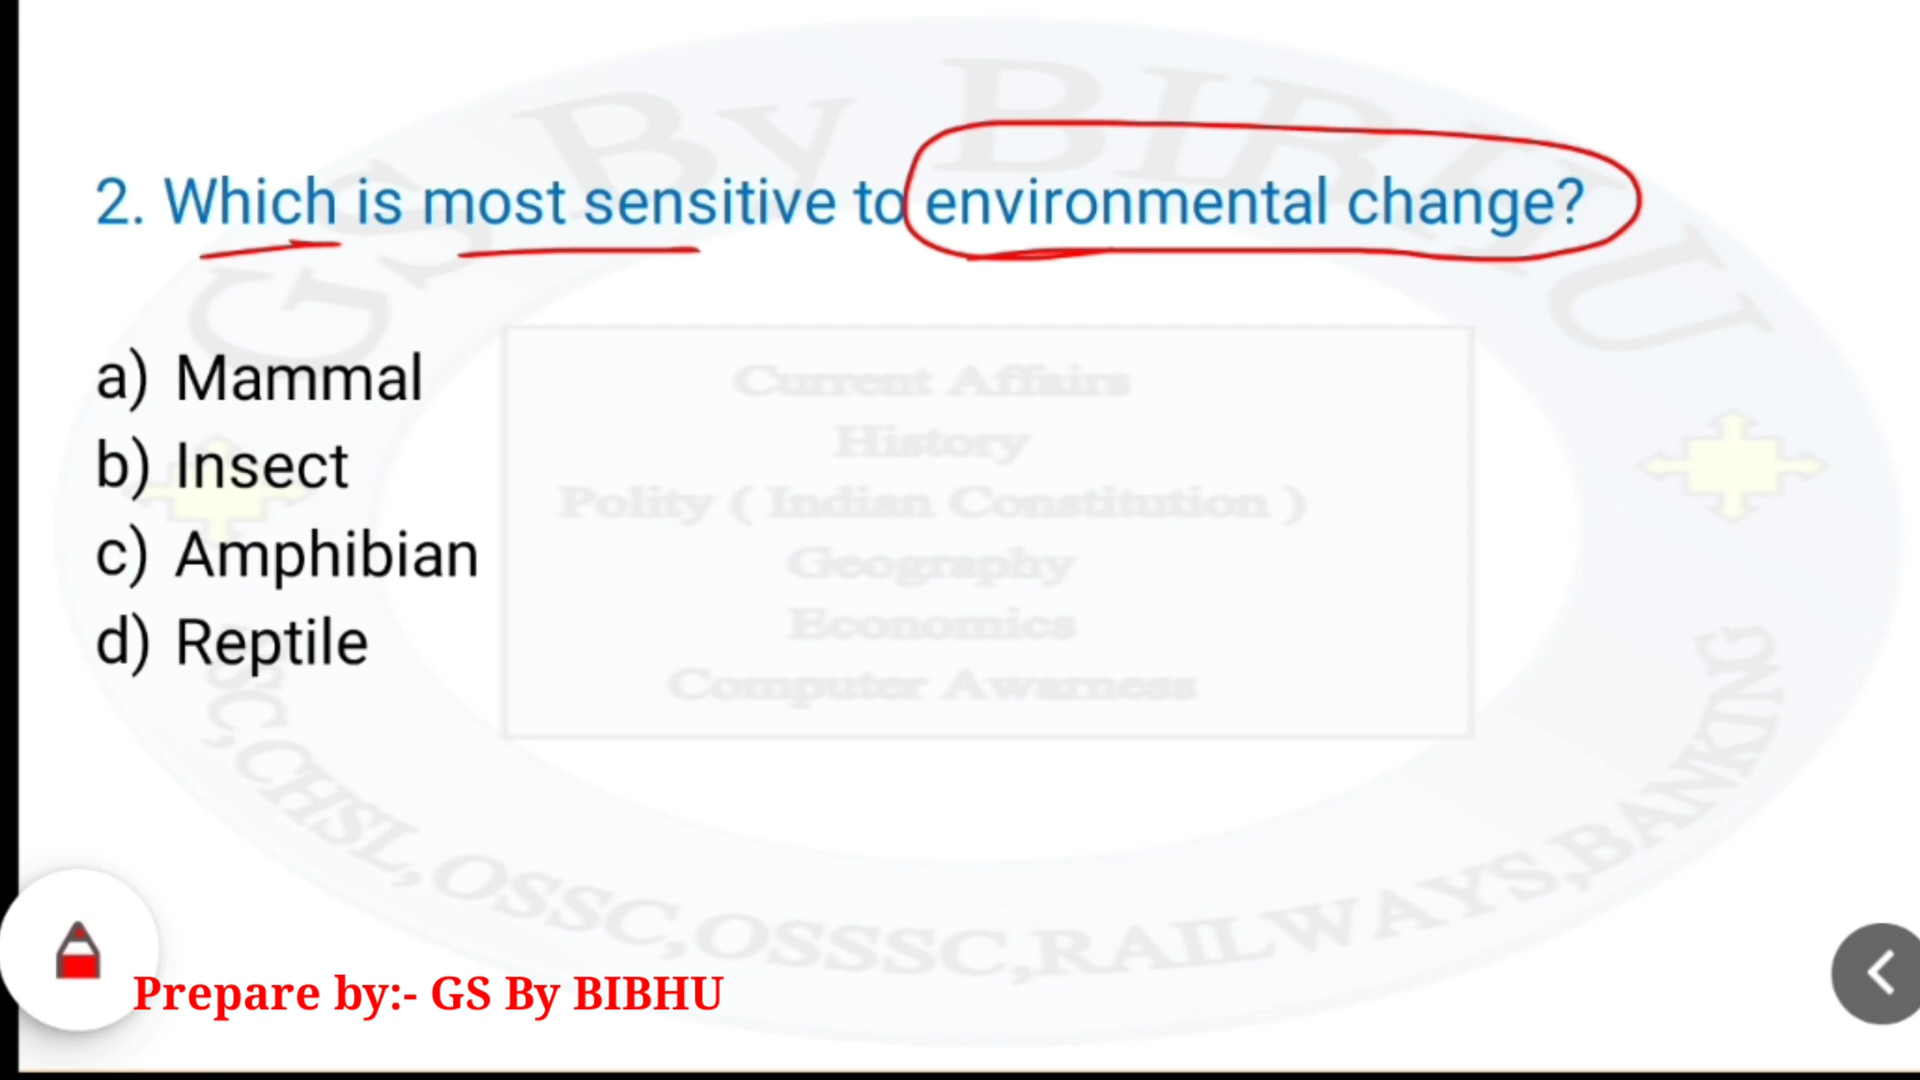 GS By BIBHU
2. Which is most sensitive to environmental change?
a) Mammal
b) Insect
c) Amphibian
d) Reptile
Current Affairs
History
Polity ( Indian Constitution )
Geography
Economics
Computer Awarness
SC,CHSL,OSSC,OSSSC,RAILWAYS,BANKING
Prepare by:- GS By BIBHU